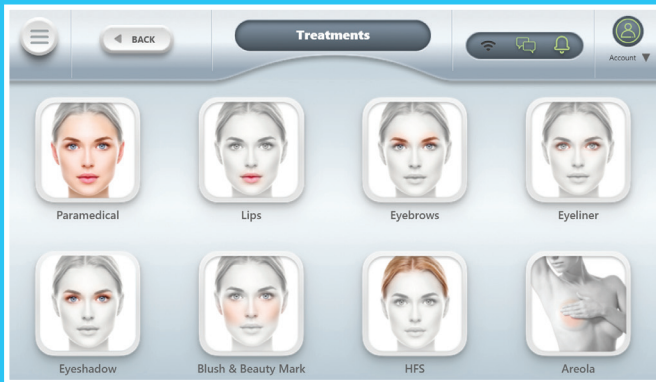 BACK
Treatments
Account
Paramedical
Lips
Eyebrows
Eyeliner
Eyeshadow
Blush & Beauty Mark
HFS
Areola